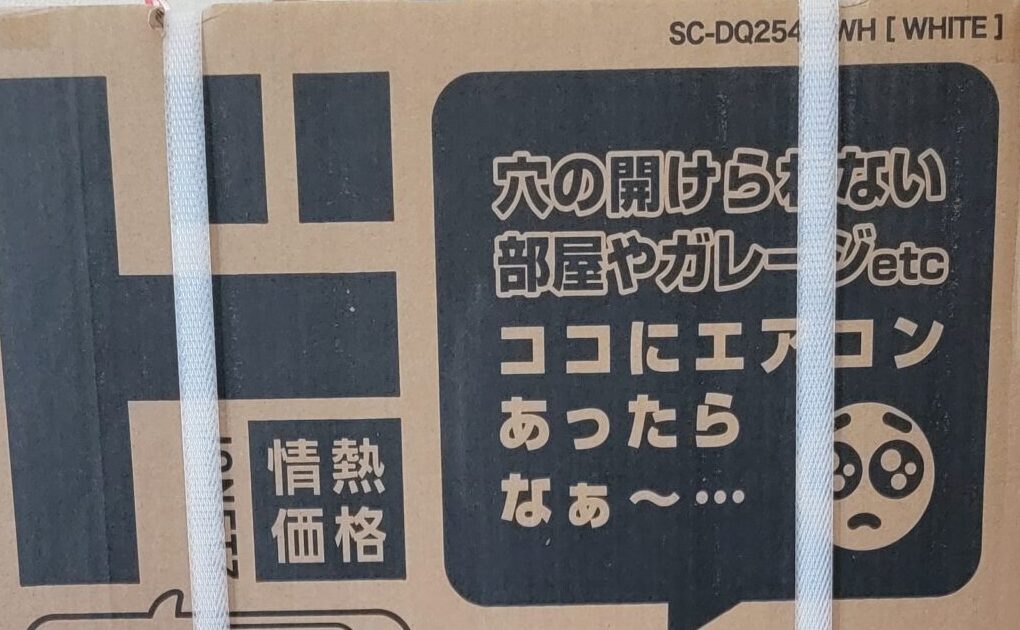 SC-DQ254 WH [ WHITE ]
ド
情熱
価格
穴の開けられない
部屋やガレージetc
ココにエアコン
あったら
なぁ〜…